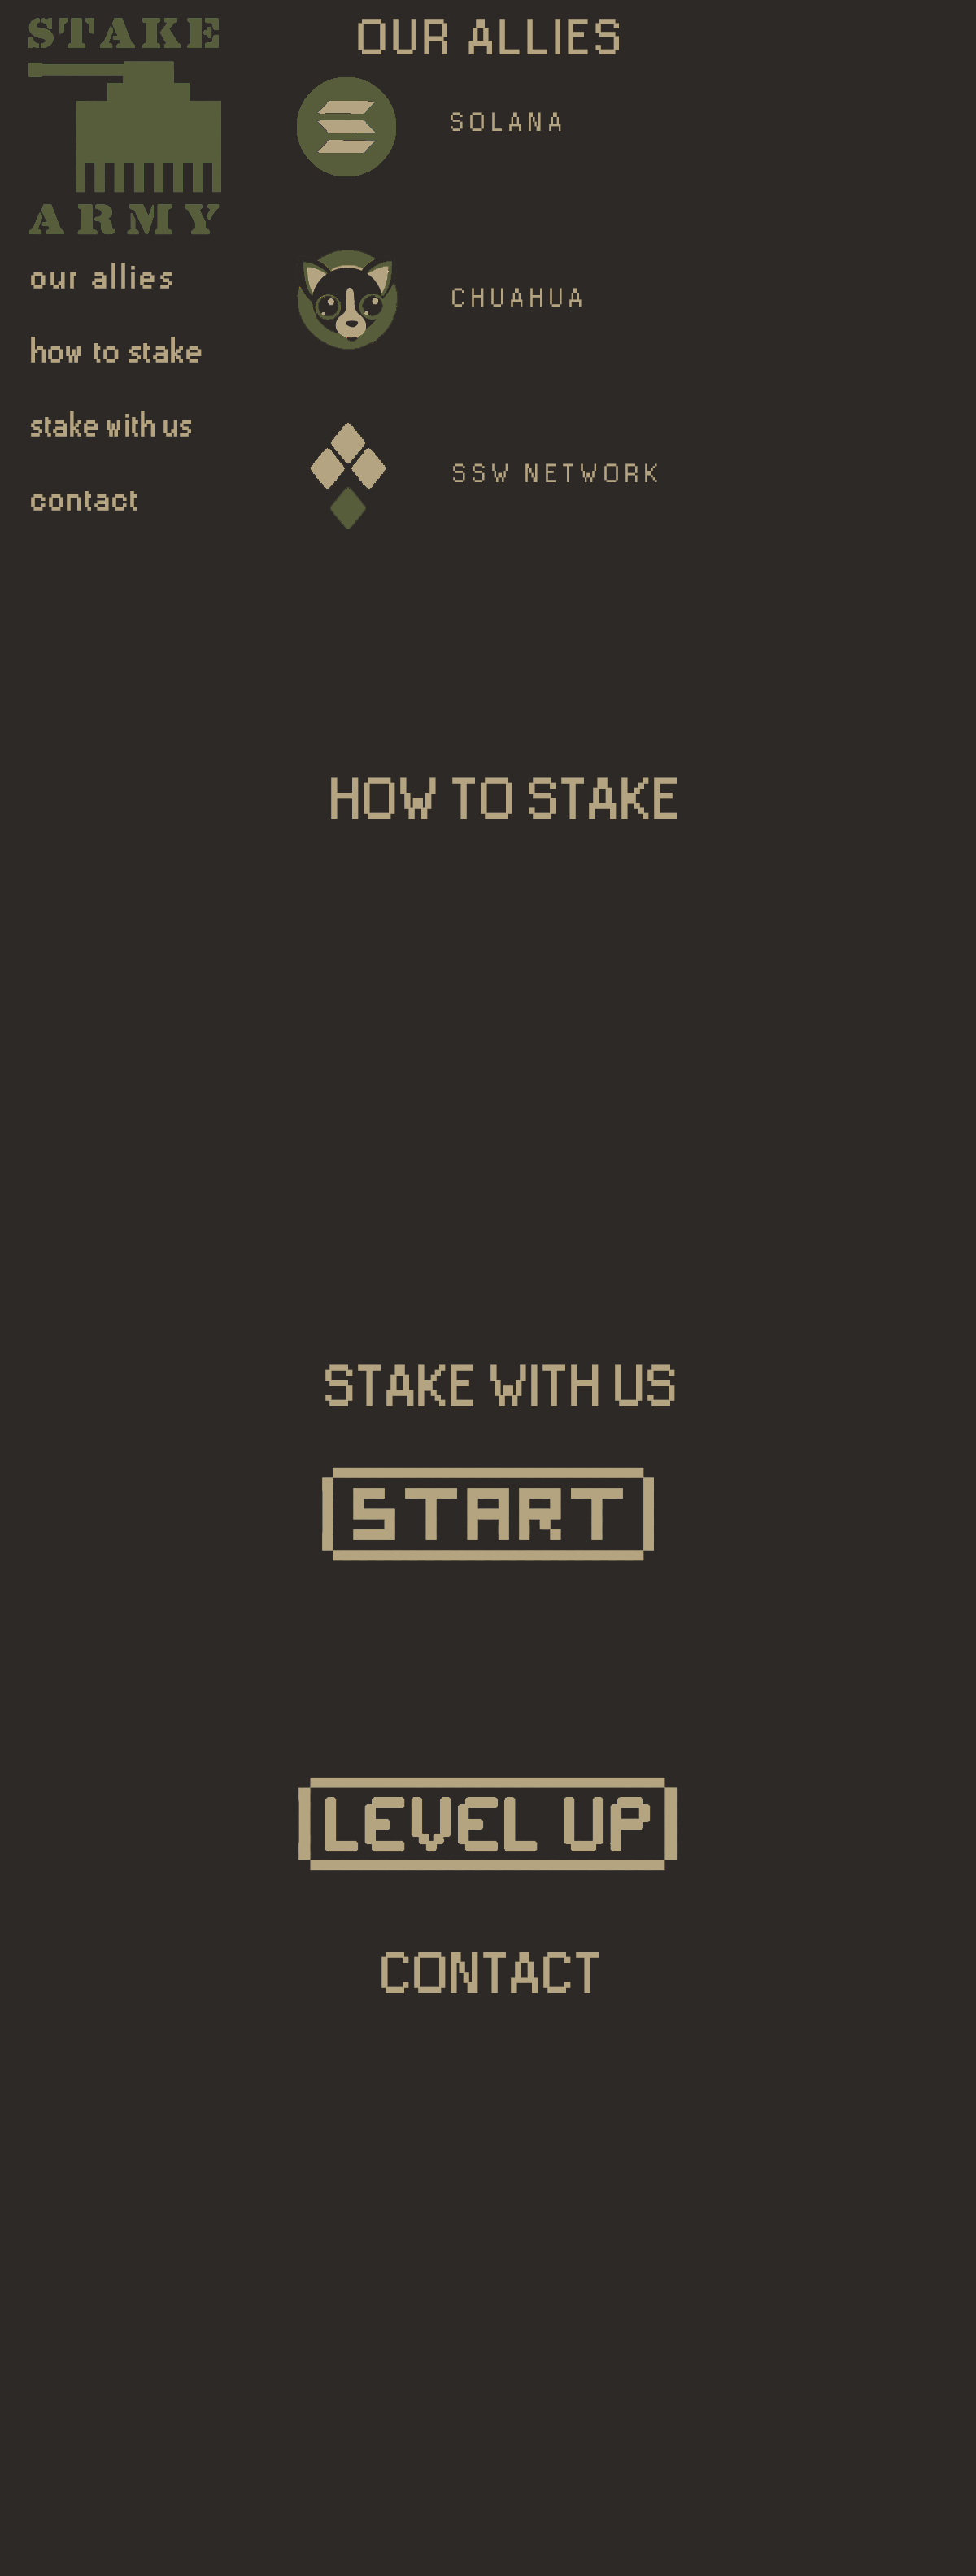 STAKE
ARMY
our allies
how to stake
stake with us
contact
OUR ALLIES
SOLANA
CHUAHUA
SSW NETWORK
HOW TO STAKE
STAKE WITH US
START
LEVEL UP
CONTACT